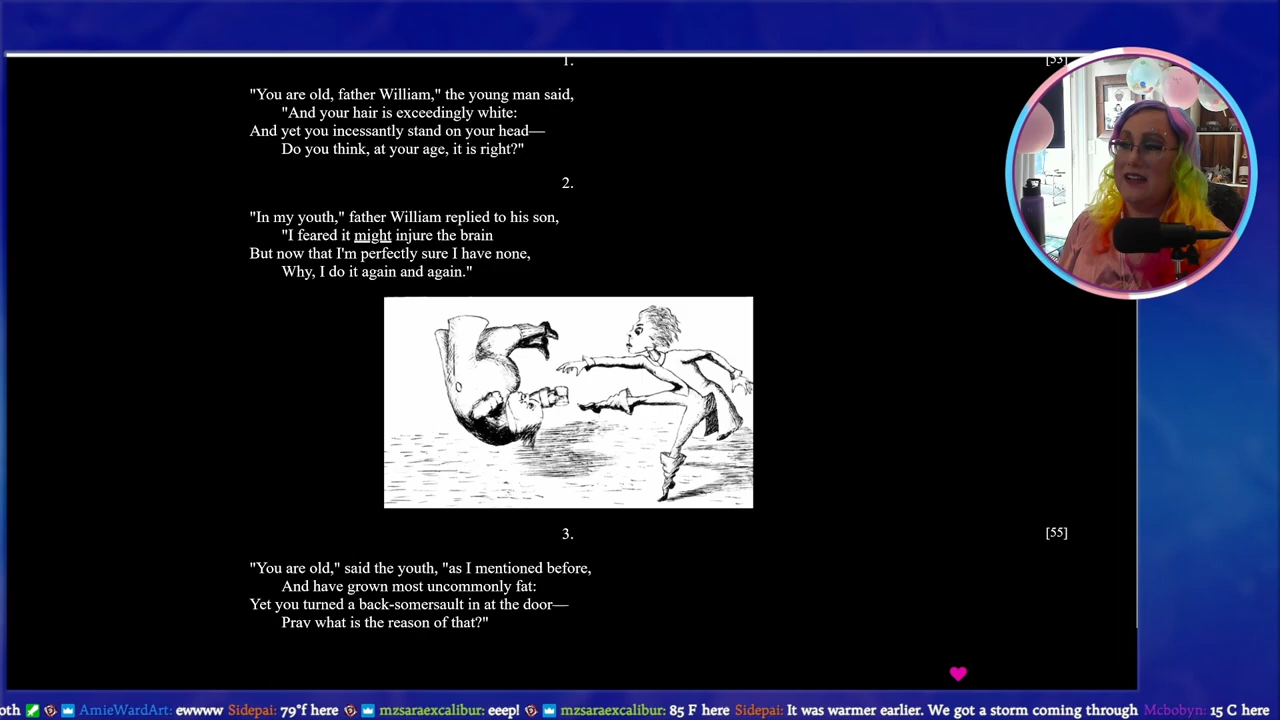 1.
[53]
"You are old, father William," the young man said,
"And your hair is exceedingly white:
And yet you incessantly stand on your head—
Do you think, at your age, it is right?"
2.
"In my youth," father William replied to his son,
"I feared it might injure the brain
But now that I'm perfectly sure I have none,
Why, I do it again and again."
3.
[55]
"You are old," said the youth, "as I mentioned before,
And have grown most uncommonly fat:
Yet you turned a back-somersault in at the door—
Pray what is the reason of that?"
oth AmieWardArt: ewwww Sidepai: 79°f here mzsaraexcalibur: eeep! mzsaraexcalibur: 85 F here Sidepai: It was warmer earlier. We got a storm coming through Mcbobyn: 15 C here